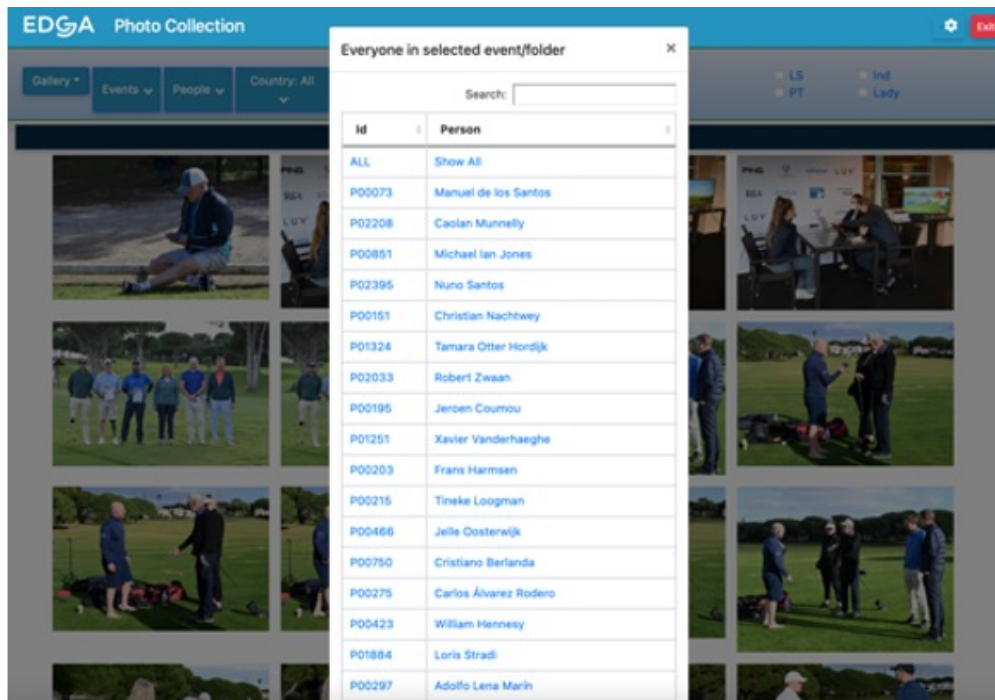 EDGA Photo Collection
Exit
Gallery
Events
People
Country: All
LS
Ind
PT
Lady
Everyone in selected event/folder
×
Search:
Id Person
ALL Show All
P00073 Manuel de los Santos
P02208 Caolan Munnelly
P00851 Michael Ian Jones
P02395 Nuno Santos
P00151 Christian Nachtwey
P01324 Tamara Otter Hordijk
P02033 Robert Zwaan
P00195 Jeroen Coumou
P01251 Xavier Vanderhaeghe
P00203 Frans Harmsen
P00215 Tineke Loogman
P00466 Jelle Oosterwijk
P00750 Cristiano Berlanda
P00275 Carlos Álvarez Rodero
P00423 William Hennesy
P01884 Loris Stradi
P00297 Adolfo Lena Marín
PING
LUV
PING
LUV